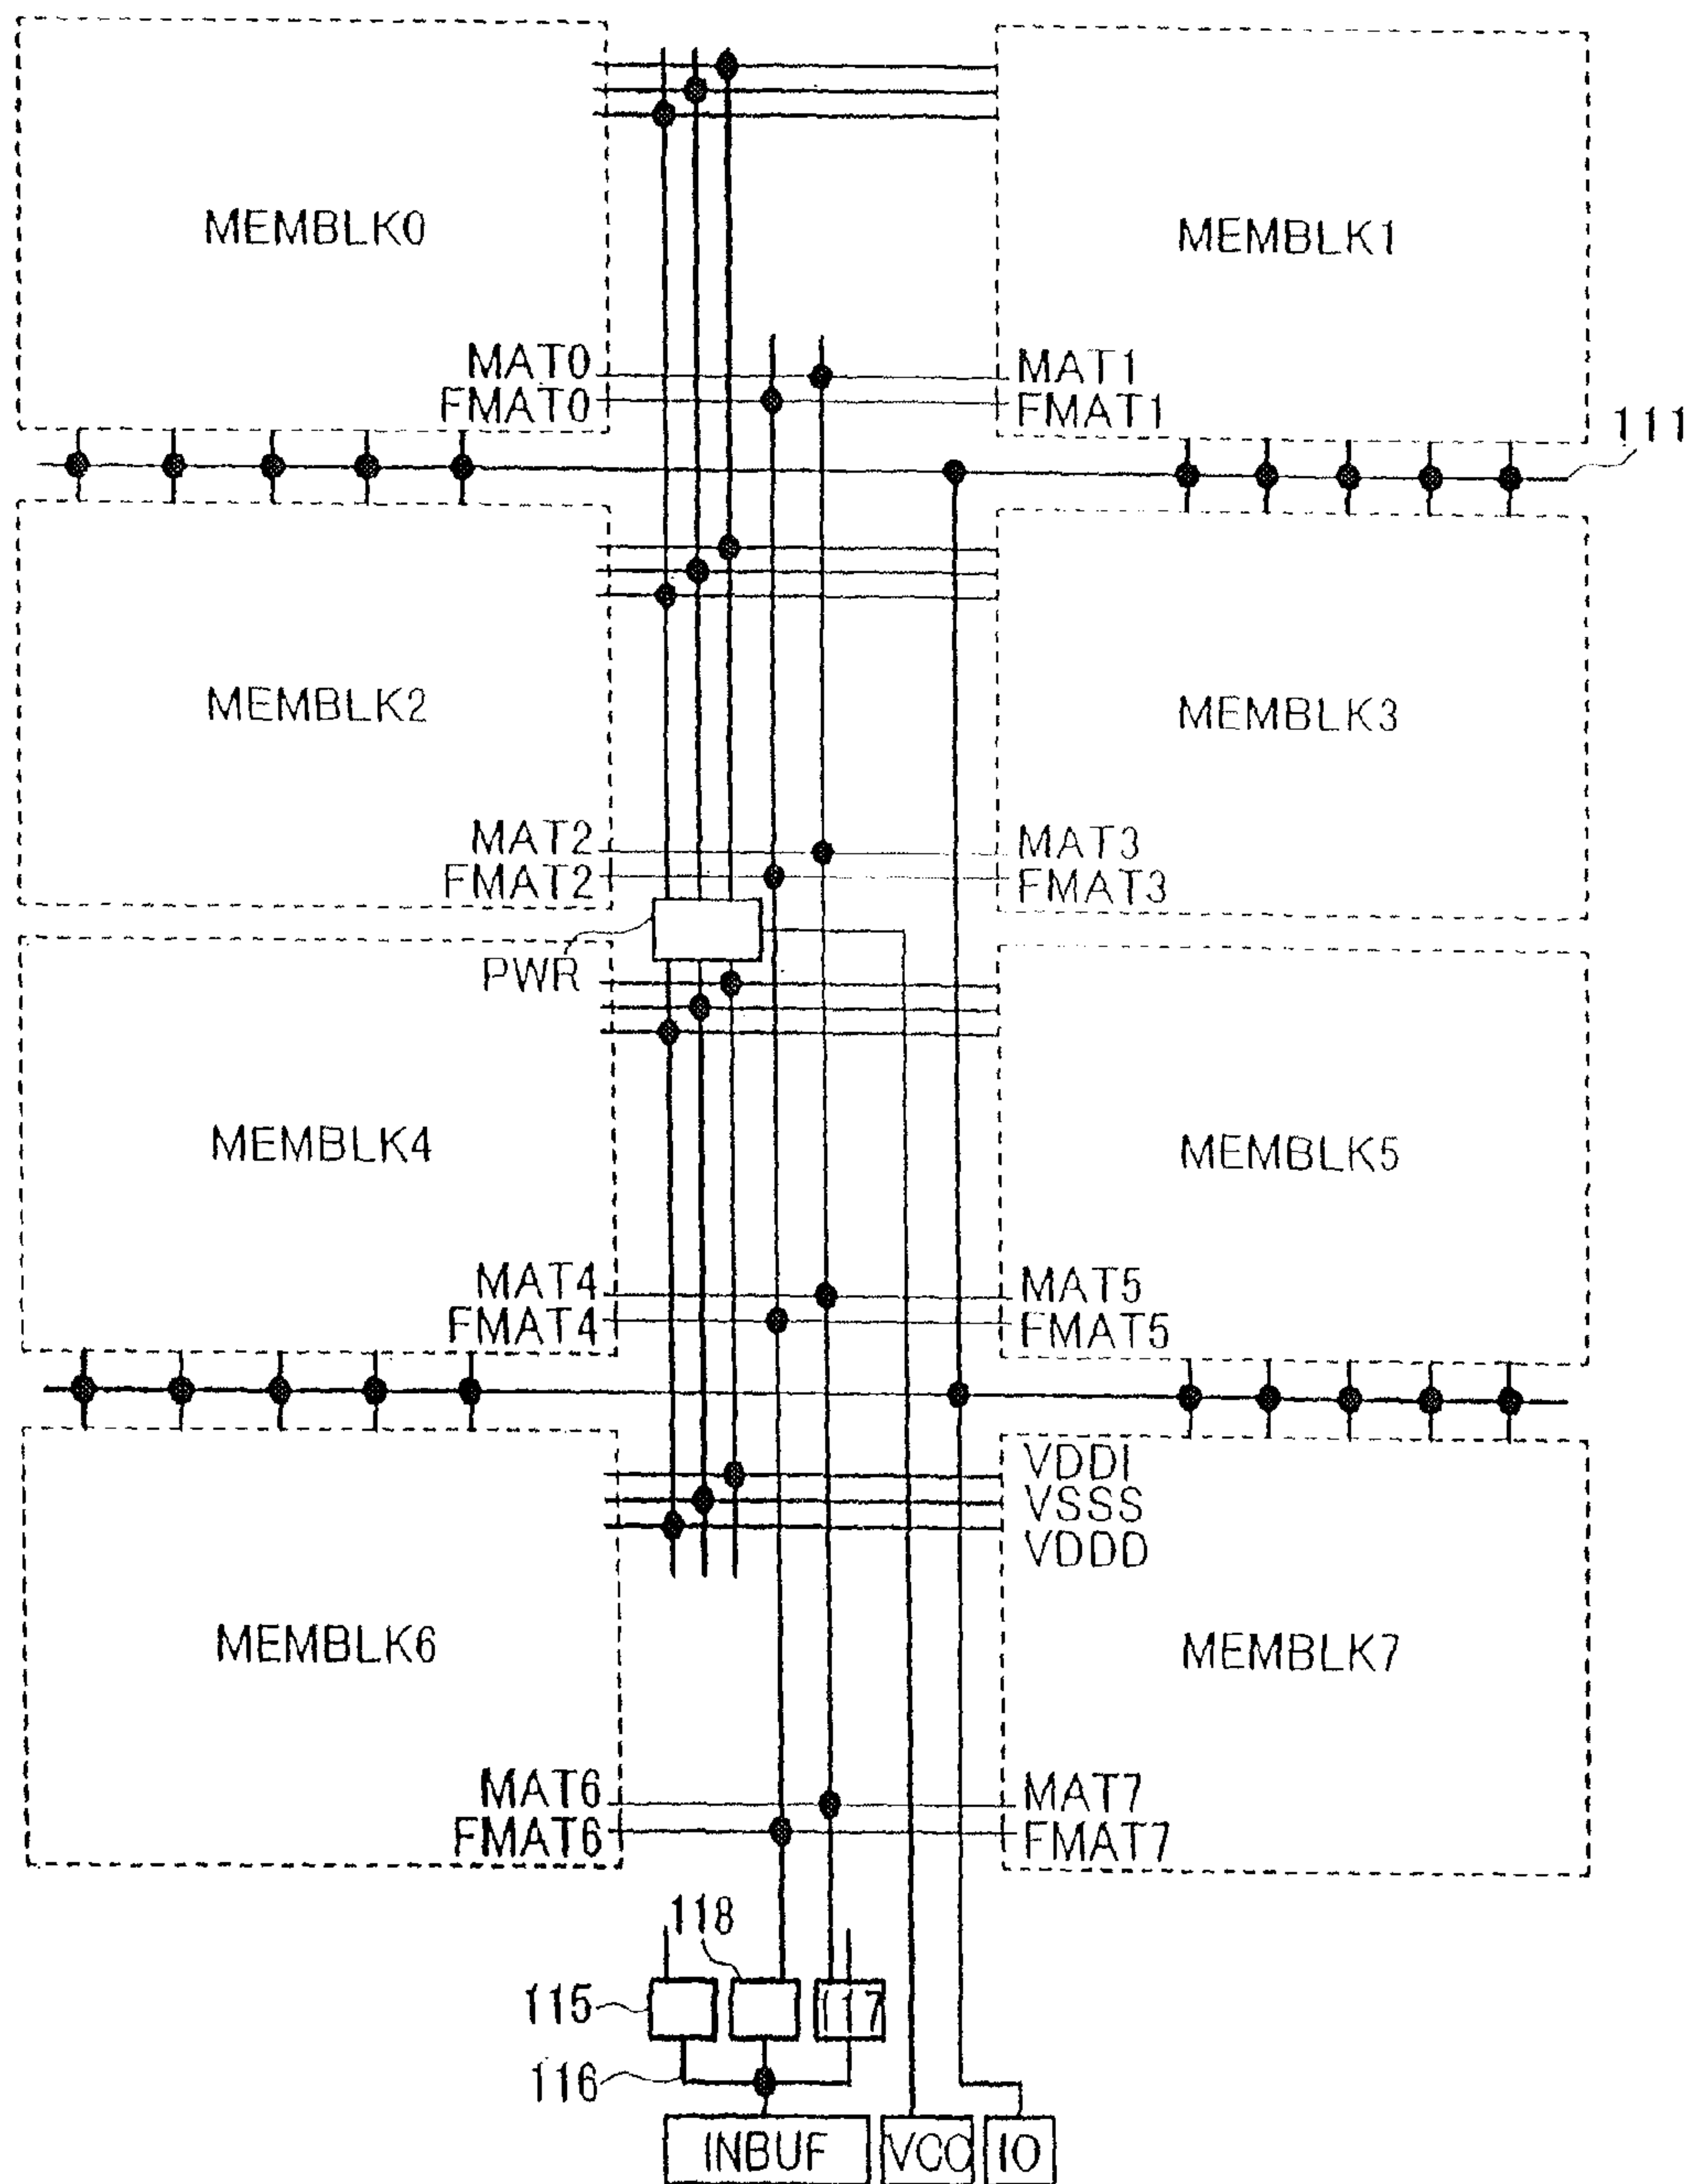 MEMBLK0
MEMBLK1
MAT0
FMAT0
MAT1
FMAT1
111
MEMBLK2
MEMBLK3
MAT2
FMAT2
MAT3
FMAT3
PWR
MEMBLK4
MEMBLK5
MAT4
FMAT4
MAT5
FMAT5
VDDI
VSSS
VDDD
MEMBLK6
MEMBLK7
MAT6
FMAT6
MAT7
FMAT7
118
115
117
116
INBUF
VCC
IO